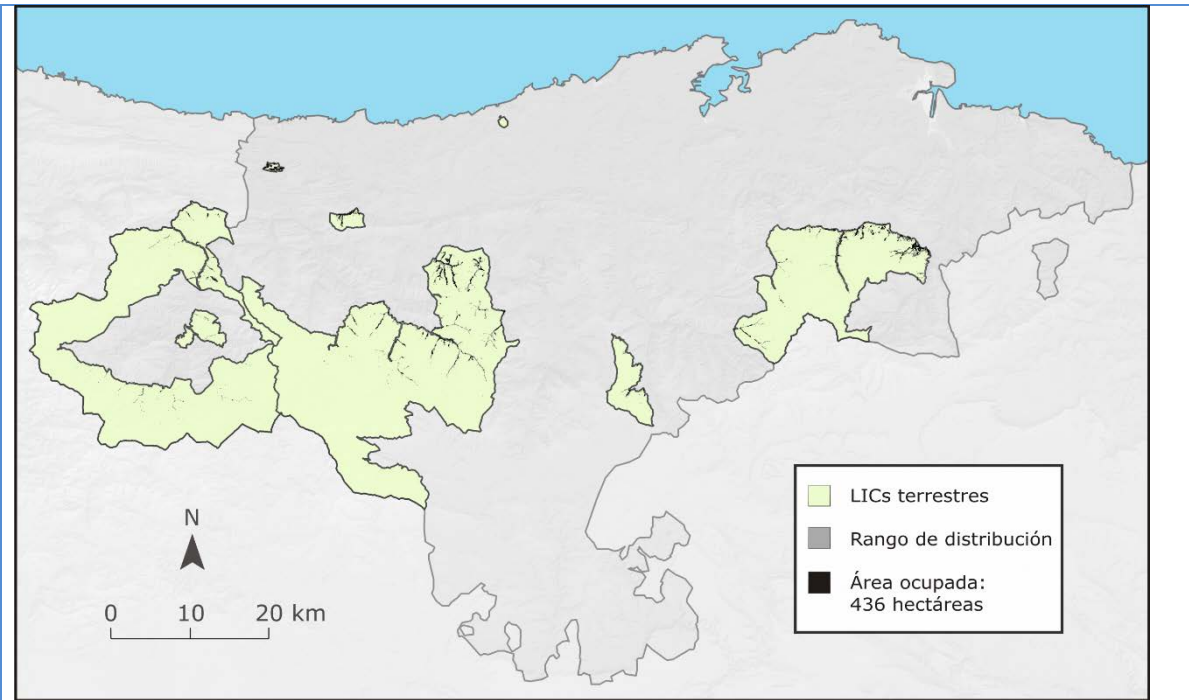 LICs terrestres
Rango de distribución
Área ocupada:
436 hectáreas
N
0 10 20 km